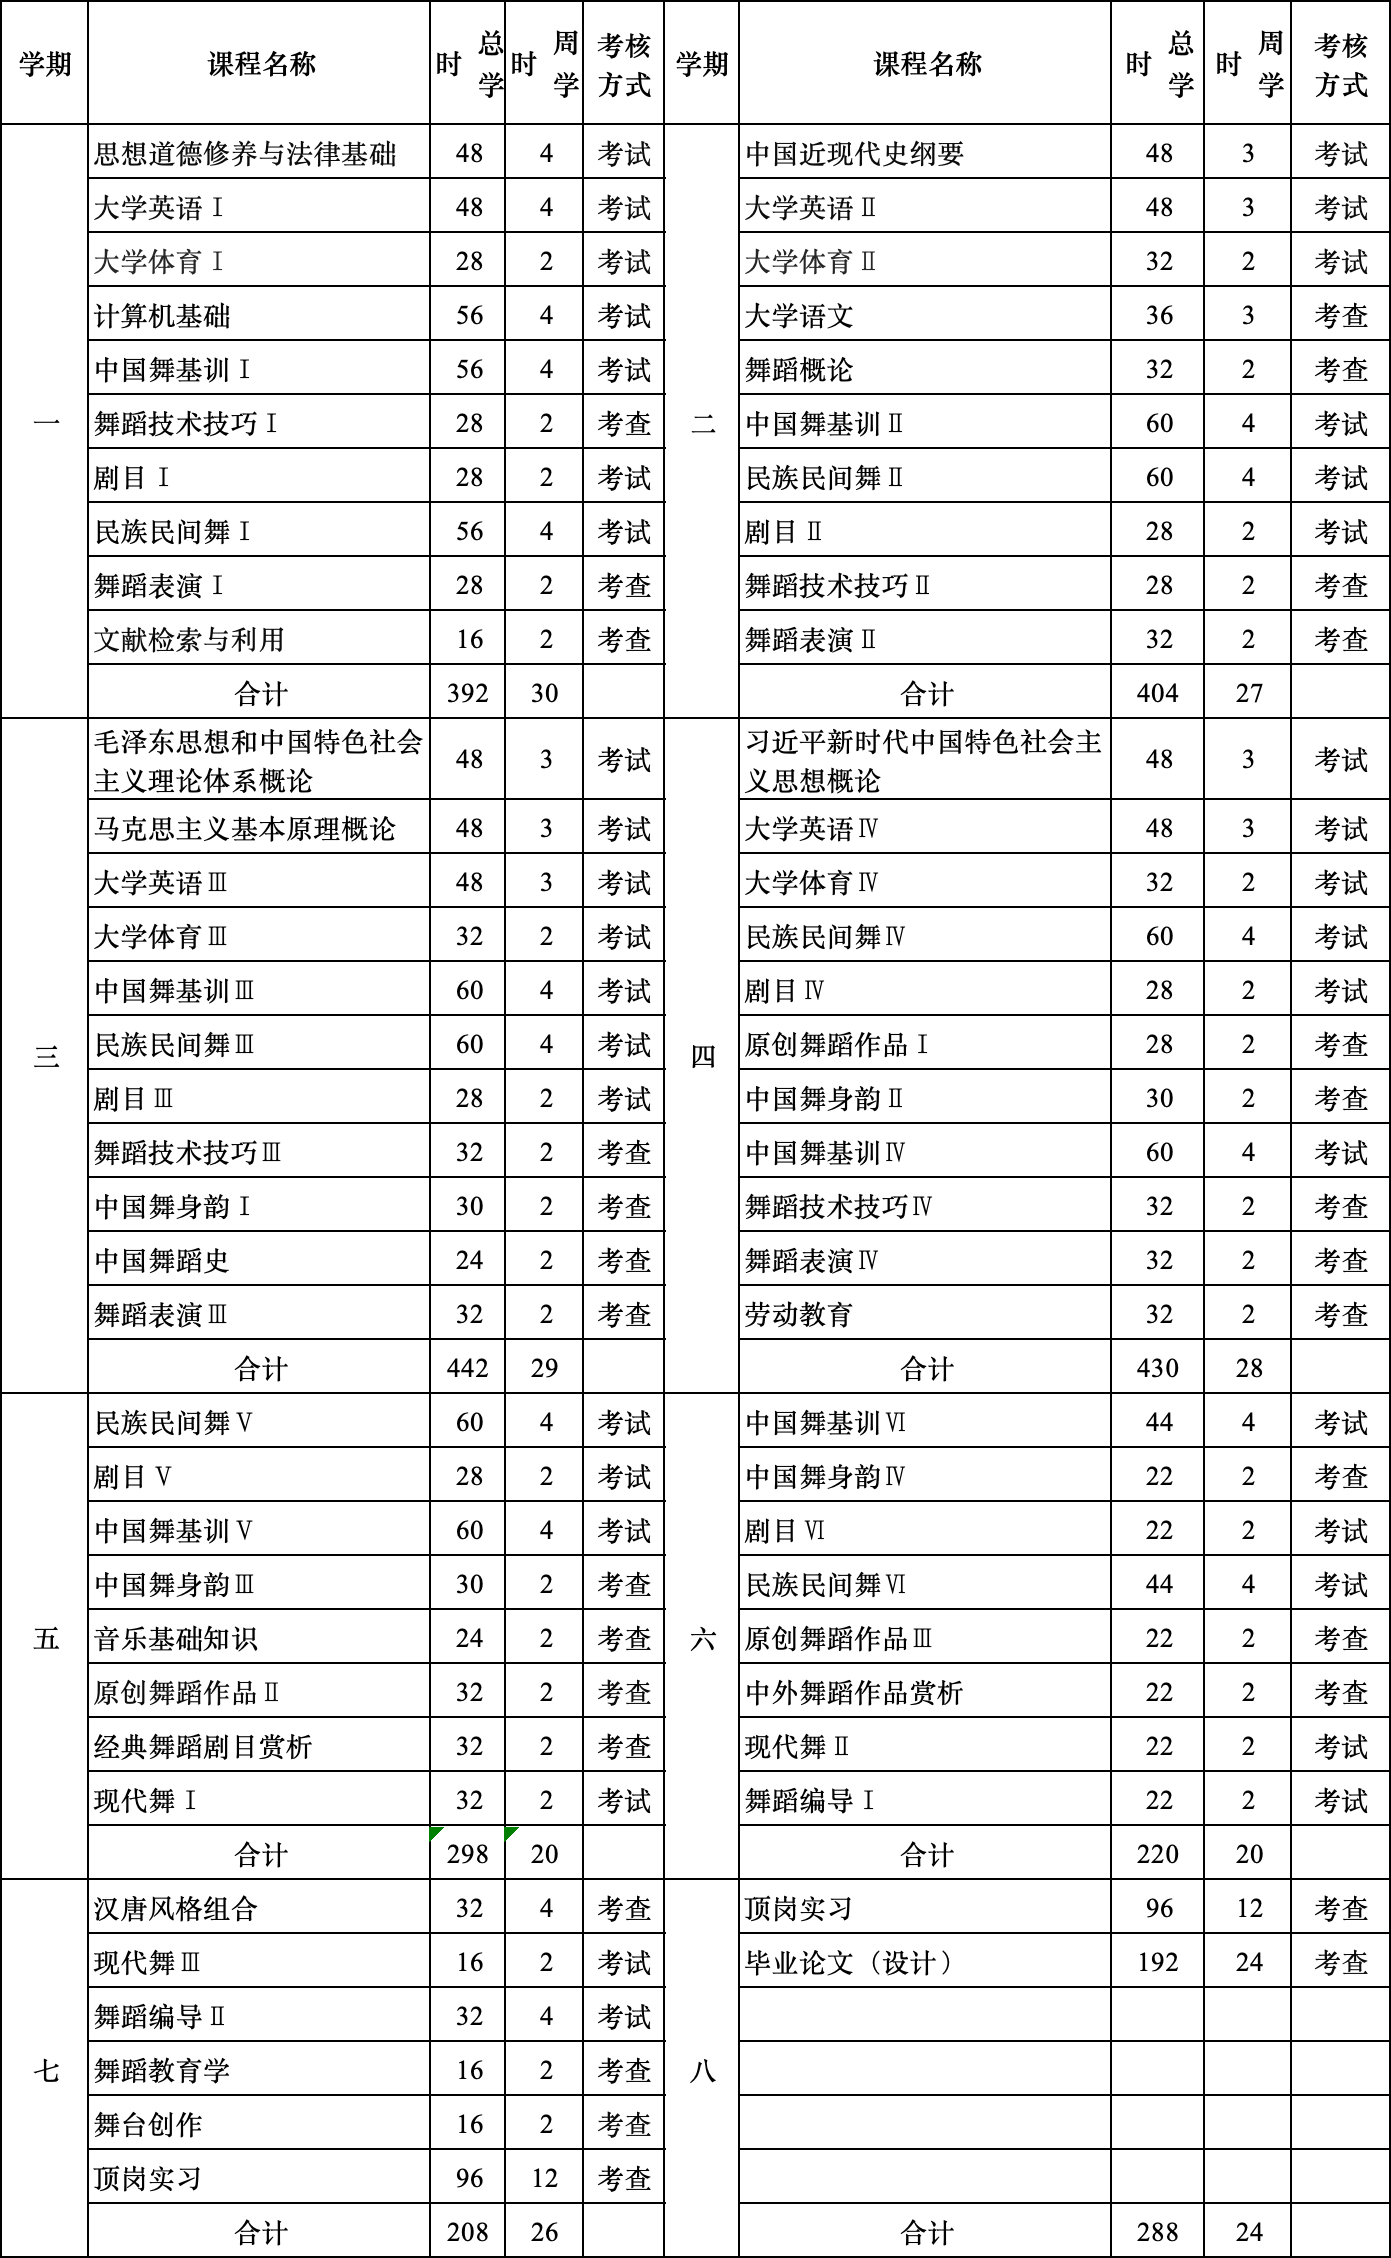 学期 课程名称 总学时 周学时 考核方式 学期 课程名称 总学时 周学时 考核方式
一 思想道德修养与法律基础 48 4 考试 二 中国近现代史纲要 48 3 考试
大学英语Ⅰ 48 4 考试 大学英语Ⅱ 48 3 考试
大学体育Ⅰ 28 2 考试 大学体育Ⅱ 32 2 考试
计算机基础 56 4 考试 大学语文 36 3 考查
中国舞基训Ⅰ 56 4 考试 舞蹈概论 32 2 考查
舞蹈技术技巧Ⅰ 28 2 考查 中国舞基训Ⅱ 60 4 考试
剧目Ⅰ 28 2 考试 民族民间舞Ⅱ 60 4 考试
民族民间舞Ⅰ 56 4 考试 剧目Ⅱ 28 2 考试
舞蹈表演Ⅰ 28 2 考查 舞蹈技术技巧Ⅱ 28 2 考查
文献检索与利用 16 2 考查 舞蹈表演Ⅱ 32 2 考查
合计 392 30 合计 404 27
三 毛泽东思想和中国特色社会主义理论体系概论 48 3 考试 四 习近平新时代中国特色社会主义思想概论 48 3 考试
马克思主义基本原理概论 48 3 考试 大学英语Ⅳ 48 3 考试
大学英语Ⅲ 48 3 考试 大学体育Ⅳ 32 2 考试
大学体育Ⅲ 32 2 考试 民族民间舞Ⅳ 60 4 考试
中国舞基训Ⅲ 60 4 考试 剧目Ⅳ 28 2 考试
民族民间舞Ⅲ 60 4 考试 原创舞蹈作品Ⅰ 28 2 考查
剧目Ⅲ 28 2 考试 中国舞身韵Ⅱ 30 2 考查
舞蹈技术技巧Ⅲ 32 2 考查 中国舞基训Ⅳ 60 4 考试
中国舞身韵Ⅰ 30 2 考查 舞蹈技术技巧Ⅳ 32 2 考查
中国舞蹈史 24 2 考查 舞蹈表演Ⅳ 32 2 考查
舞蹈表演Ⅲ 32 2 考查 劳动教育 32 2 考查
合计 442 29 合计 430 28
五 民族民间舞Ⅴ 60 4 考试 六 中国舞基训Ⅵ 44 4 考试
剧目Ⅴ 28 2 考试 中国舞身韵Ⅳ 22 2 考查
中国舞基训Ⅴ 60 4 考试 剧目Ⅵ 22 2 考试
中国舞身韵Ⅲ 30 2 考查 民族民间舞Ⅵ 44 4 考试
音乐基础知识 24 2 考查 原创舞蹈作品Ⅲ 22 2 考查
原创舞蹈作品Ⅱ 32 2 考查 中外舞蹈作品赏析 22 2 考查
经典舞蹈剧目赏析 32 2 考查 现代舞Ⅱ 22 2 考试
现代舞Ⅰ 32 2 考试 舞蹈编导Ⅰ 22 2 考试
合计 298 20 合计 220 20
七 汉唐风格组合 32 4 考查 八 顶岗实习 96 12 考查
现代舞Ⅲ 16 2 考试 毕业论文（设计） 192 24 考查
舞蹈编导Ⅱ 32 4 考试
舞蹈教育学 16 2 考查
舞台创作 16 2 考查
顶岗实习 96 12 考查
合计 208 26 合计 288 24